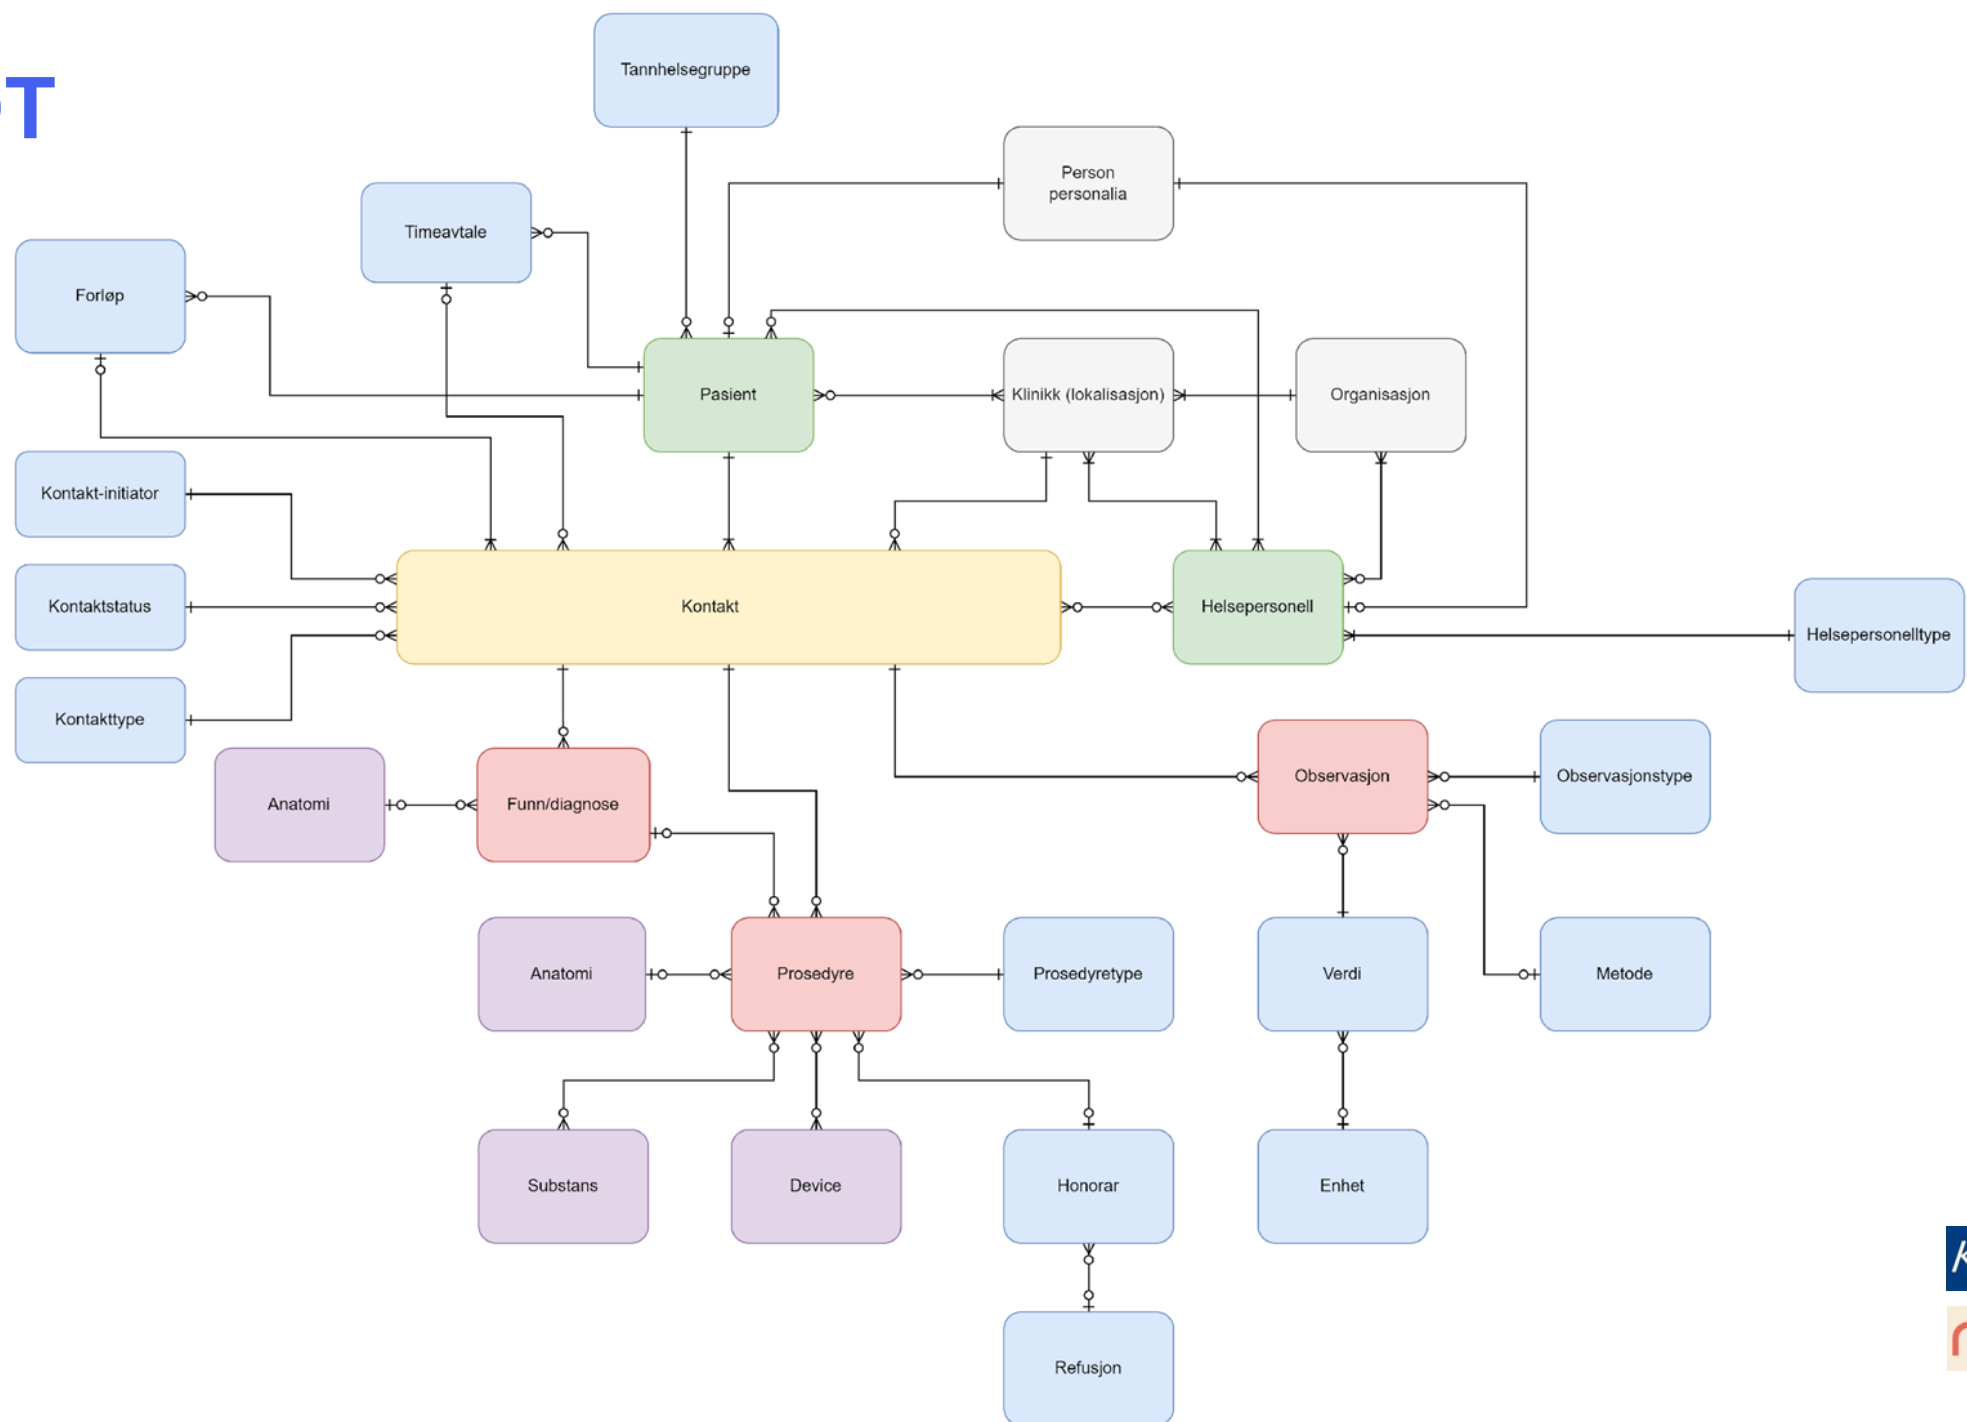 T
Tannhelsegruppe
Person
personalia
Timeavtale
Forløp
Pasient
Klinikk (lokalisasjon)
Organisasjon
Kontakt-initiator
Kontaktstatus
Kontakt
Helsepersonell
Helsepersonelltype
Kontakttype
Anatomi
Funn/diagnose
Observasjon
Observasjonstype
Anatomi
Prosedyre
Prosedyretype
Verdi
Metode
Substans
Device
Honorar
Enhet
Refusjon